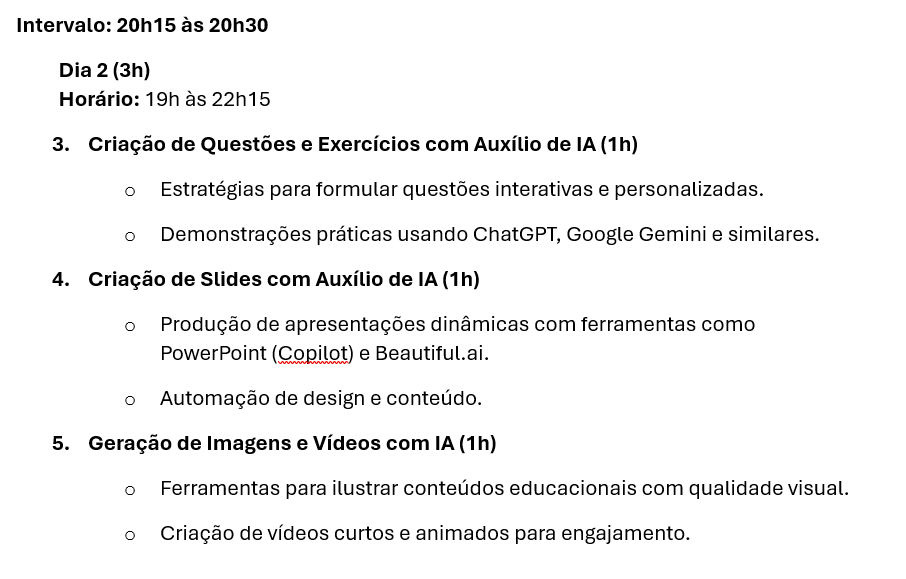 Intervalo: 20h15 às 20h30
Dia 2 (3h)
Horário: 19h às 22h15
3. Criação de Questões e Exercícios com Auxílio de IA (1h)
o Estratégias para formular questões interativas e personalizadas.
o Demonstrações práticas usando ChatGPT, Google Gemini e similares.
4. Criação de Slides com Auxílio de IA (1h)
o Produção de apresentações dinâmicas com ferramentas como
PowerPoint (Copilot) e Beautiful.ai.
o Automação de design e conteúdo.
5. Geração de Imagens e Vídeos com IA (1h)
o Ferramentas para ilustrar conteúdos educacionais com qualidade visual.
o Criação de vídeos curtos e animados para engajamento.